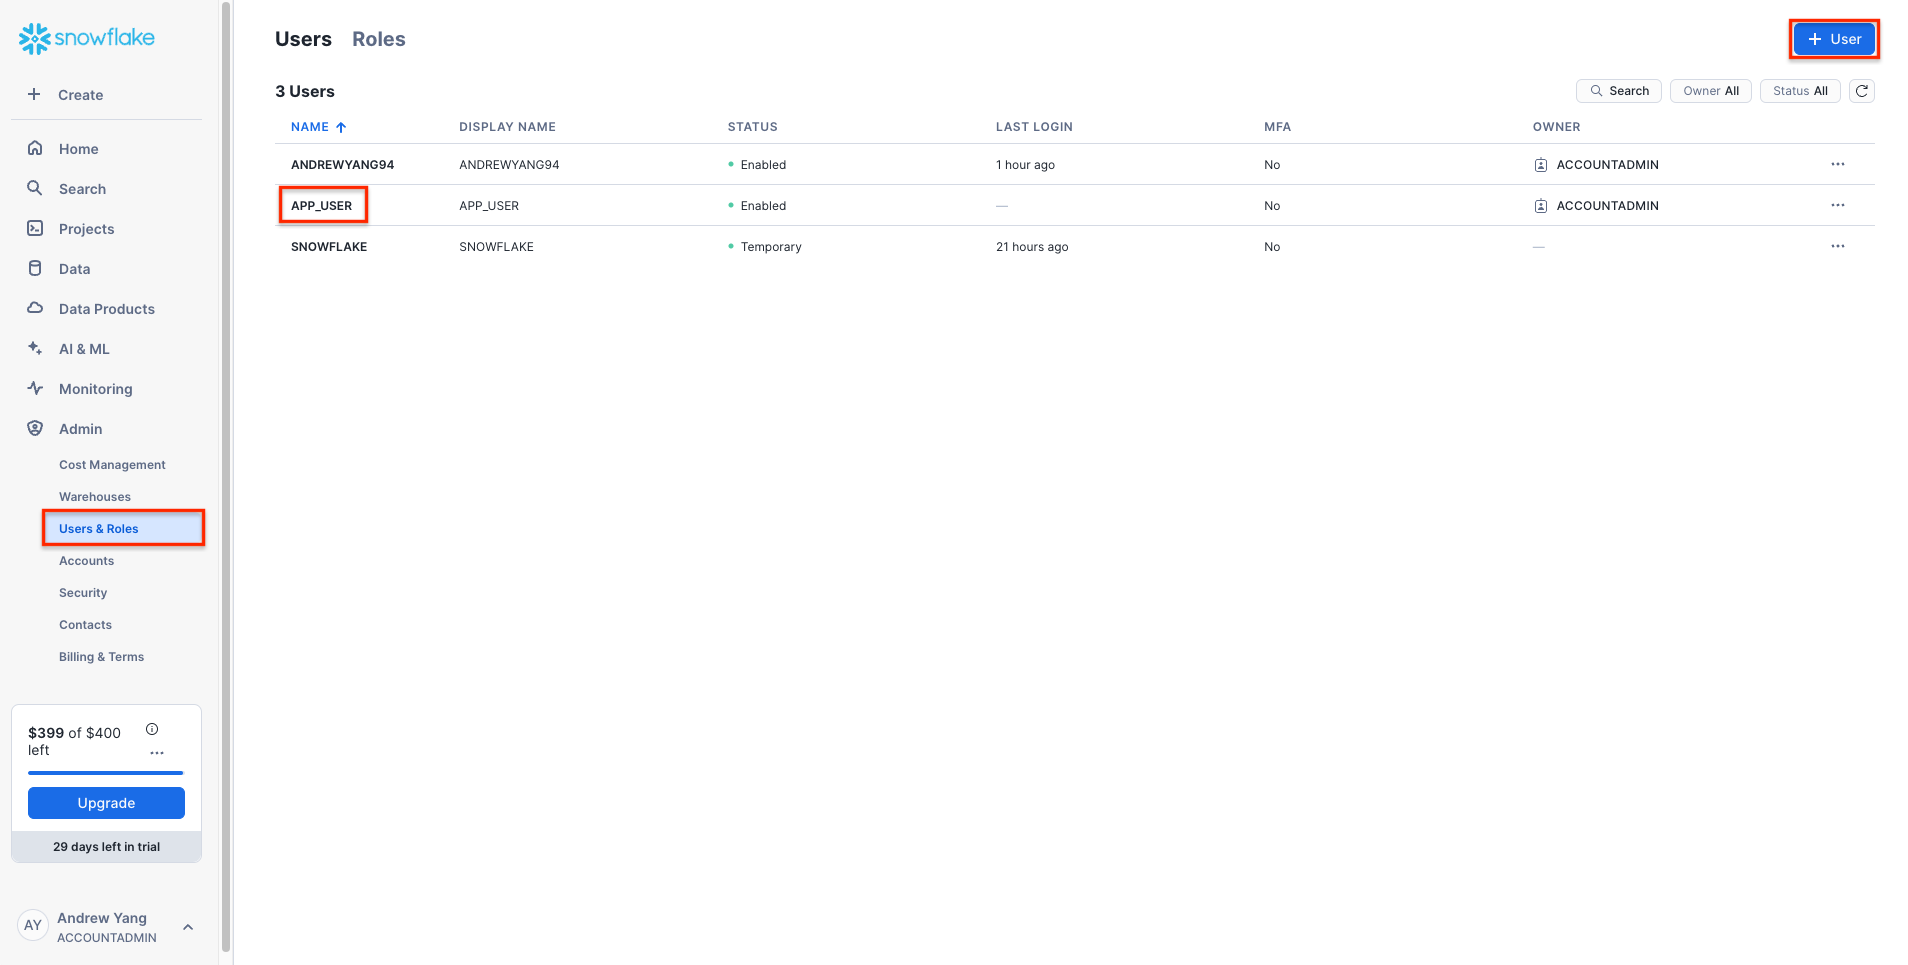 snowflake
Create
Home
Search
Projects
Data
Data Products
AI & ML
Monitoring
Admin
Cost Management
Warehouses
Users & Roles
Accounts
Security
Contacts
Billing & Terms
$399 of $400
left
Upgrade
29 days left in trial
AY
Andrew Yang
ACCOUNTADMIN
Users Roles
+ User
3 Users
Search
Owner All
Status All
NAME DISPLAY NAME STATUS LAST LOGIN MFA OWNER
ANDREWYANG94 ANDREWYANG94 Enabled 1 hour ago No ACCOUNTADMIN ...
APP_USER APP_USER Enabled — No ACCOUNTADMIN ...
SNOWFLAKE SNOWFLAKE Temporary 21 hours ago No — ...